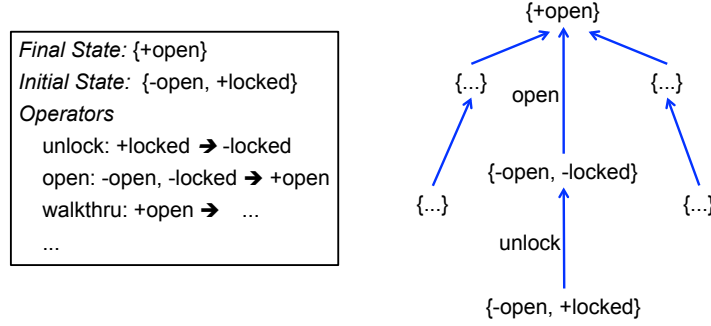 Final State: {+open}
Initial State: {-open, +locked}
Operators
unlock: +locked ➔ -locked
open: -open, -locked ➔ +open
walkthru: +open ➔ ...
...
{+open}
{...}
{...}
open
{-open, -locked}
{...}
{...}
unlock
{-open, +locked}